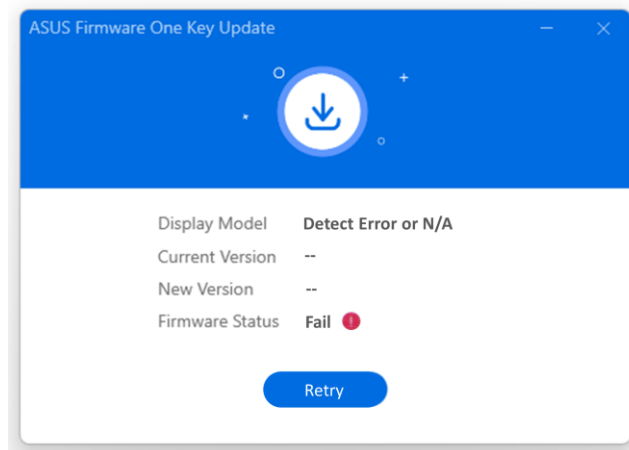 ASUS Firmware One Key Update
Display Model Detect Error or N/A
Current Version --
New Version --
Firmware Status Fail !
Retry